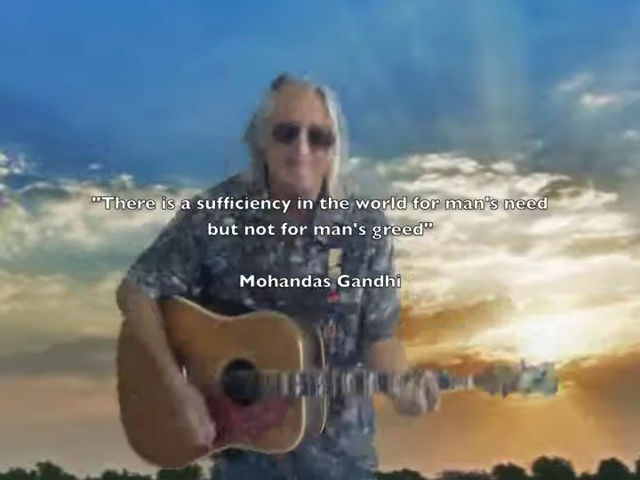 "There is a sufficiency in the world for man's need
but not for man's greed"
Mohandas Gandhi